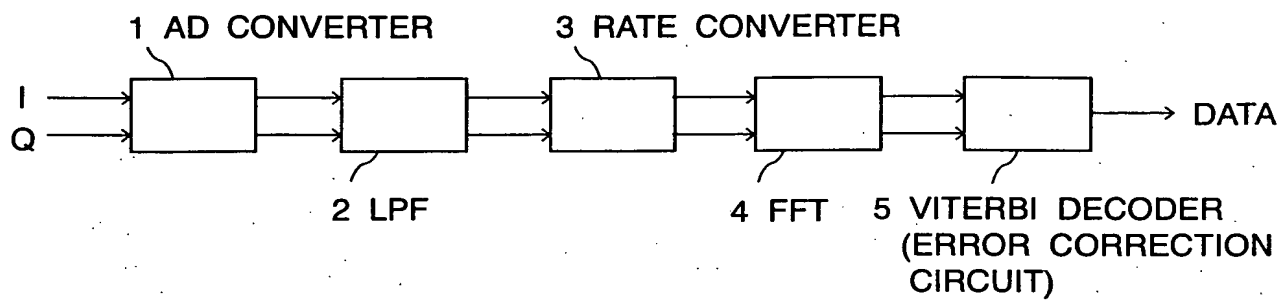 1 AD CONVERTER
3 RATE CONVERTER
I
Q
DATA
2 LPF
4 FFT
5 VITERBI DECODER
(ERROR CORRECTION
CIRCUIT)